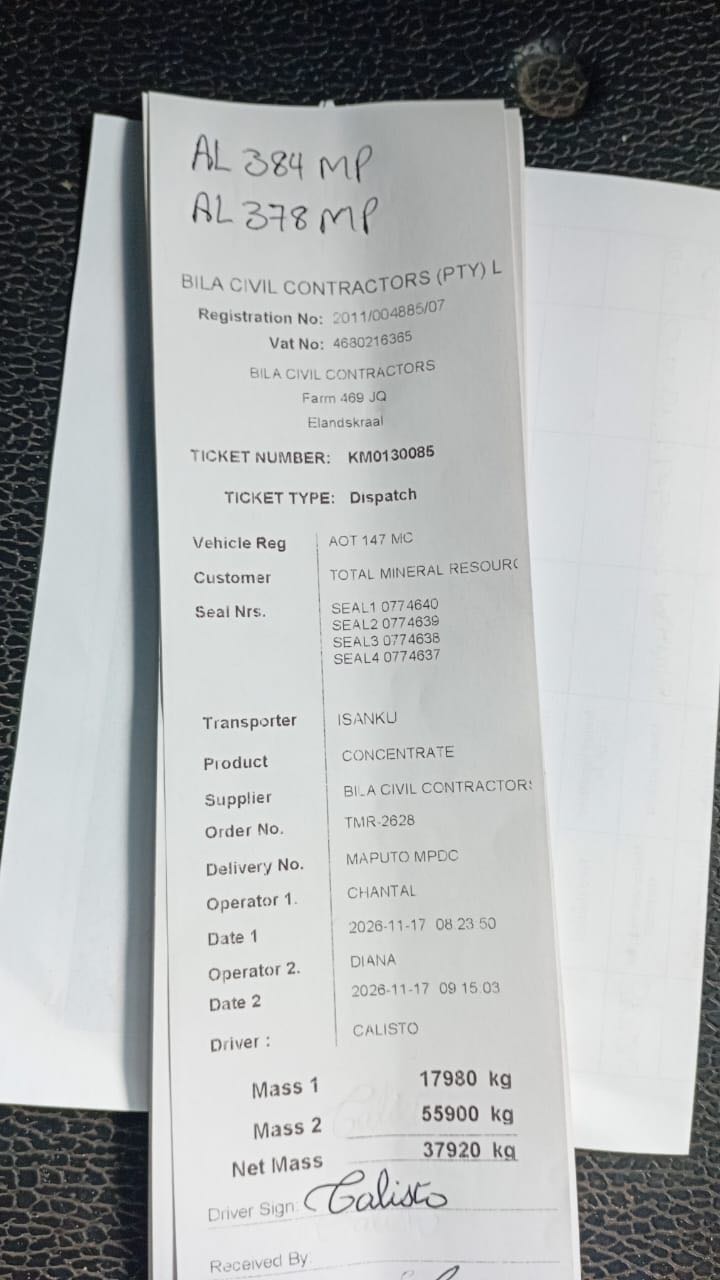 AL 384 MP
AL 378 MP
BILA CIVIL CONTRACTORS (PTY) L
Registration No: 2011/004885/07
Vat No: 4680216365
BILA CIVIL CONTRACTORS
Farm 469 JQ
Elandskraal
TICKET NUMBER: KM0130085
TICKET TYPE: Dispatch
Vehicle Reg AOT 147 MC
Customer TOTAL MINERAL RESOURC
Seal Nrs. SEAL1 0774640
SEAL2 0774639
SEAL3 0774638
SEAL4 0774637
Transporter ISANKU
Product CONCENTRATE
Supplier BILA CIVIL CONTRACTORS
Order No. TMR-2628
Delivery No. MAPUTO MPDC
Operator 1. CHANTAL
Date 1 2026-11-17 08:23:50
Operator 2. DIANA
Date 2 2026-11-17 09:15:03
Driver : CALISTO
Mass 1 17980 kg
Mass 2 55900 kg
Net Mass 37920 kg
Driver Sign: Calisto
Received By: